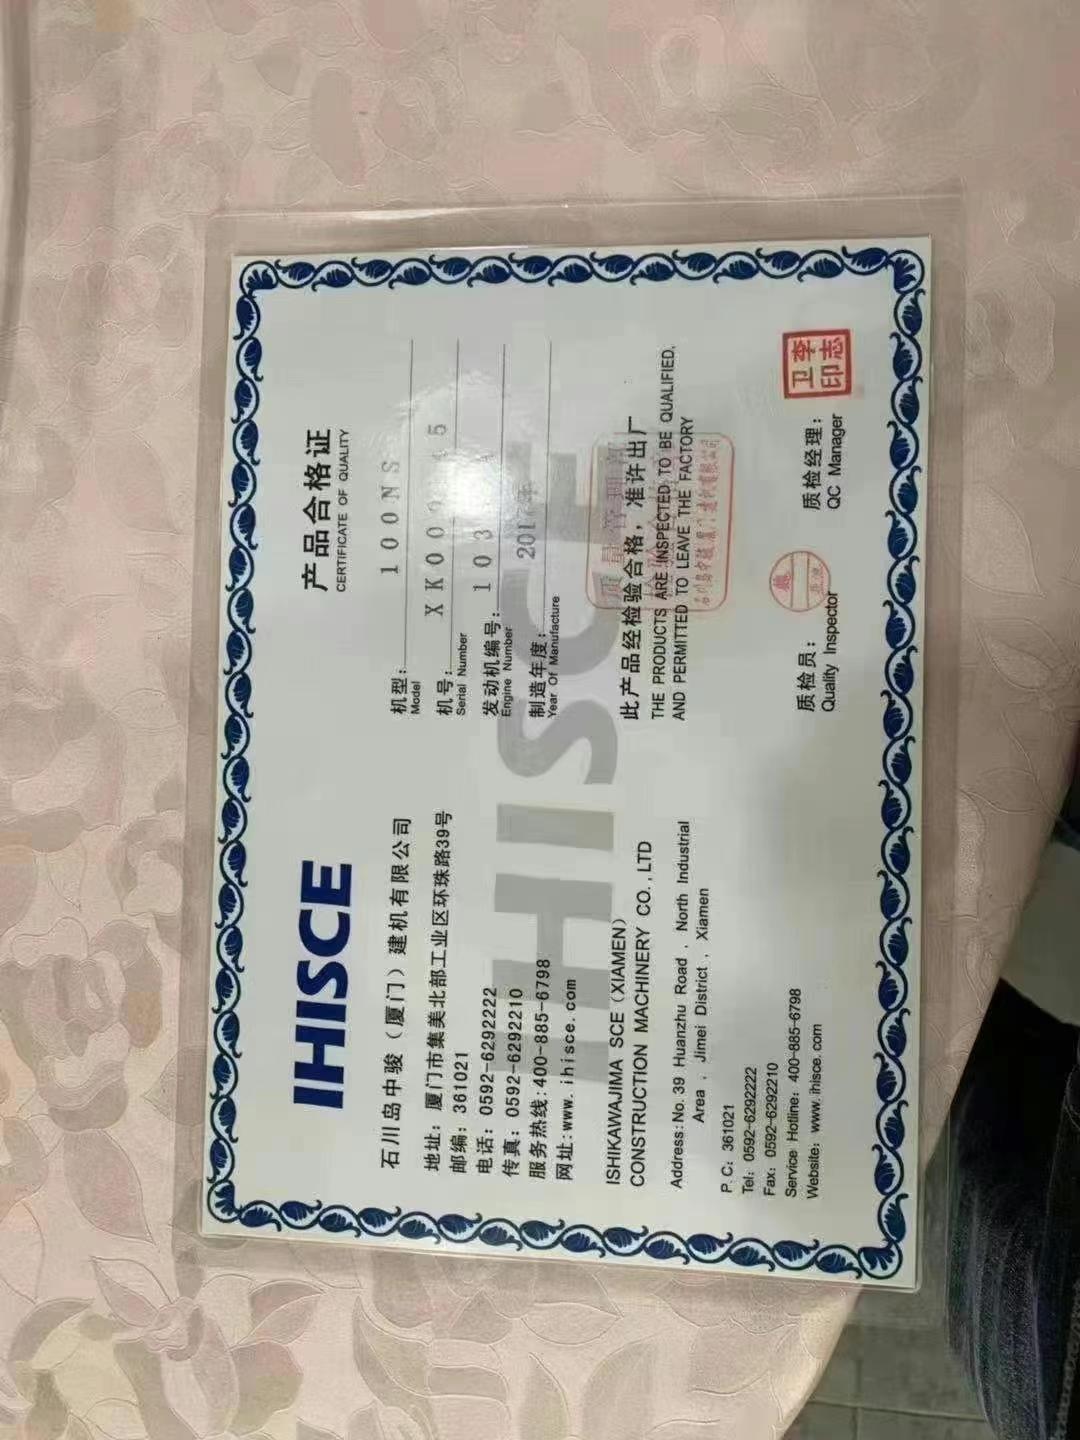 IHISCE
石川岛中骏（厦门）建机有限公司
地址：厦门市集美北部工业区环珠路39号
邮编：361021
电话：0592-6292222
传真：0592-6292210
服务热线:400-885-6798
网址:www.ihisce.com
ISHIKAWAJIMA SCE（XIAMEN）
CONSTRUCTION MACHINERY CO.,LTD
Address:No.39 Huanzhu Road , North Industrial
Area , Jimei District , Xiamen
P.C: 361021
Tel: 0592-6292222
Fax: 0592-6292210
Service Hotline: 400-885-6798
Website: www.ihisce.com
产品合格证
CERTIFICATE OF QUALITY
机型: 100NS
Model
机号:
Serial Number
发动机编号:
Engine Number
制造年度:
Year Of Manufacture
此产品经检验合格，准许出厂
THE PRODUCTS ARE INSPECTED TO BE QUALIFIED,
AND PERMITTED TO LEAVE THE FACTORY
质检员：
Quality Inspector
质检经理：
QC Manager
李志
卫印
IHISCE